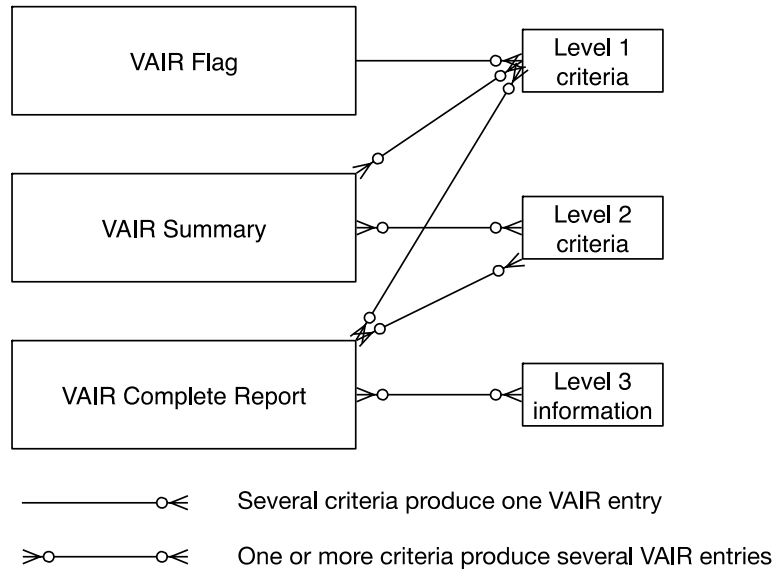 VAIR Flag
Level 1
criteria
VAIR Summary
Level 2
criteria
VAIR Complete Report
Level 3
information
Several criteria produce one VAIR entry
One or more criteria produce several VAIR entries